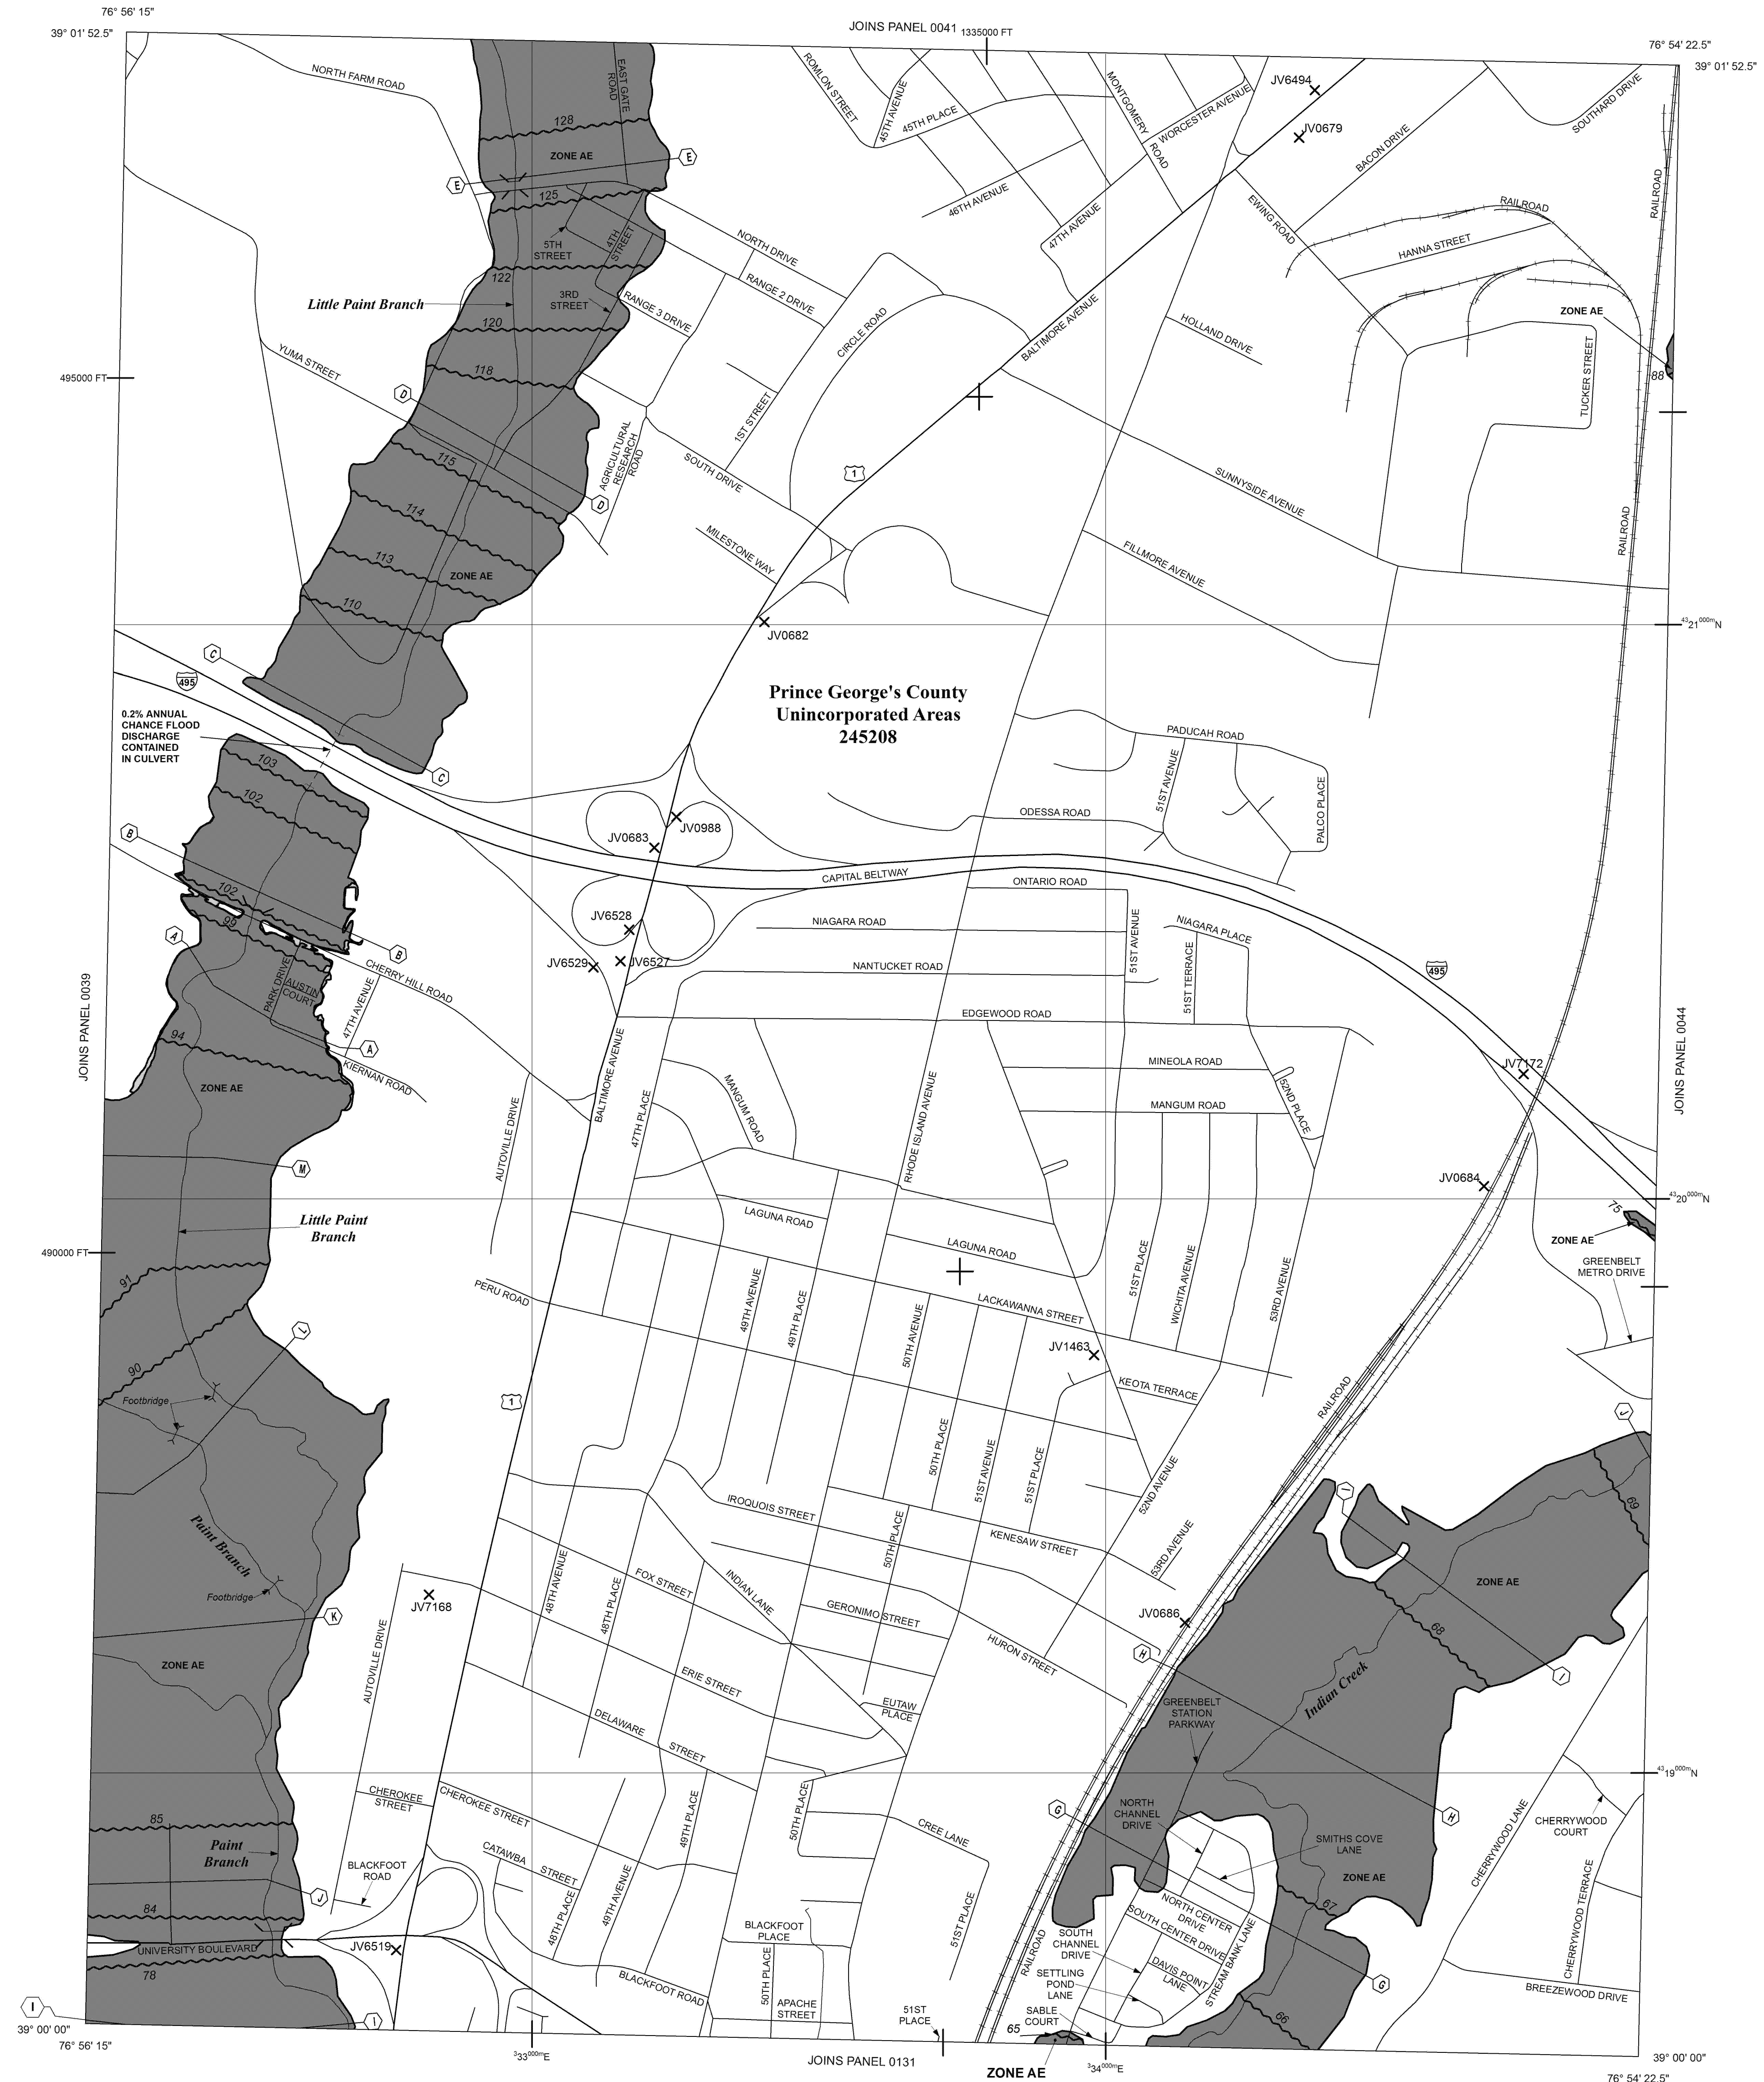 76° 56' 15"
39° 01' 52.5"
JOINS PANEL 0041
1335000 FT
76° 54' 22.5"
39° 01' 52.5"
NORTH FARM ROAD
EAST GATE
ROAD
ROMLON STREET
45TH AVENUE
45TH PLACE
46TH AVENUE
47TH AVENUE
MONTGOMERY
ROAD
WORCESTER AVENUE
JV6494
JV0679
BACON DRIVE
SOUTHARD DRIVE
RAILROAD
128
ZONE AE
E
E
125
5TH
STREET
4TH
STREET
NORTH DRIVE
EWING ROAD
RAILROAD
HANNA STREET
122
Little Paint Branch
3RD
STREET
RANGE 2 DRIVE
RANGE 3 DRIVE
120
CIRCLE ROAD
BALTIMORE AVENUE
HOLLAND DRIVE
ZONE AE
TUCKER STREET
88
YUMA STREET
118
495000 FT
D
1ST STREET
AGRICULTURAL
RESEARCH
ROAD
SOUTH DRIVE
115
D
1
SUNNYSIDE AVENUE
114
113
ZONE AE
MILESTONE WAY
FILLMORE AVENUE
RAILROAD
110
JV0682
4321000mN
C
495
Prince George's County
Unincorporated Areas
245208
0.2% ANNUAL
CHANCE FLOOD
DISCHARGE
CONTAINED
IN CULVERT
C
PADUCAH ROAD
51ST AVENUE
PALCO PLACE
ODESSA ROAD
103
102
B
JV0988
JV0683
CAPITAL BELTWAY
ONTARIO ROAD
102
99
JV6528
NIAGARA ROAD
51ST AVENUE
NIAGARA PLACE
51ST TERRACE
A
B
JV6529
JV6527
NANTUCKET ROAD
495
CHERRY HILL ROAD
PARK DRIVE
AUSTIN
COURT
47TH AVENUE
JOINS PANEL 0039
JOINS PANEL 0044
EDGEWOOD ROAD
94
A
KIERNAN ROAD
ZONE AE
BALTIMORE AVENUE
MINEOLA ROAD
JV7172
52ND PLACE
MANGUM ROAD
MANGUM ROAD
47TH PLACE
AUTOVILLE DRIVE
RHODE ISLAND AVENUE
M
JV0684
4320000mN
Little Paint
Branch
LAGUNA ROAD
LAGUNA ROAD
75
ZONE AE
490000 FT
GREENBELT
METRO DRIVE
91
PERU ROAD
49TH AVENUE
49TH PLACE
50TH AVENUE
LACKAWANNA STREET
51ST PLACE
WICHITA AVENUE
53RD AVENUE
L
JV1463
90
KEOTA TERRACE
Footbridge
1
RAILROAD
J
50TH PLACE
51ST AVENUE
51ST PLACE
52ND AVENUE
I
69
Paint Branch
IROQUOIS STREET
KENESAW STREET
53RD AVENUE
50TH PLACE
Footbridge
JV7168
48TH AVENUE
48TH PLACE
FOX STREET
INDIAN LANE
GERONIMO STREET
HURON STREET
JV0686
ZONE AE
68
K
H
I
ZONE AE
AUTOVILLE DRIVE
ERIE STREET
EUTAW
PLACE
Indian Creek
GREENBELT
STATION
PARKWAY
DELAWARE
STREET
4319000mN
CHEROKEE
STREET
CHEROKEE STREET
49TH PLACE
50TH PLACE
G
NORTH
CHANNEL
DRIVE
H
CHERRYWOOD LANE
CHERRYWOOD
COURT
85
Paint
Branch
CATAWBA
STREET
CREE LANE
SMITHS COVE
LANE
BLACKFOOT
ROAD
ZONE AE
CHERRYWOOD TERRACE
J
48TH PLACE
49TH AVENUE
51ST PLACE
NORTH CENTER
DRIVE
67
84
SOUTH CENTER DRIVE
BLACKFOOT
PLACE
SOUTH
CHANNEL
DRIVE
UNIVERSITY BOULEVARD
JV6519
RAILROAD
DAVIS POINT
LANE
STREAM BANK LANE
78
BLACKFOOT ROAD
50TH PLACE
SETTLING
POND
LANE
G
BREEZEWOOD DRIVE
I
I
APACHE
STREET
51ST
PLACE
SABLE
COURT
65
66
39° 00' 00"
76° 56' 15"
333000mE
JOINS PANEL 0131
ZONE AE
334000mE
39° 00' 00"
76° 54' 22.5"